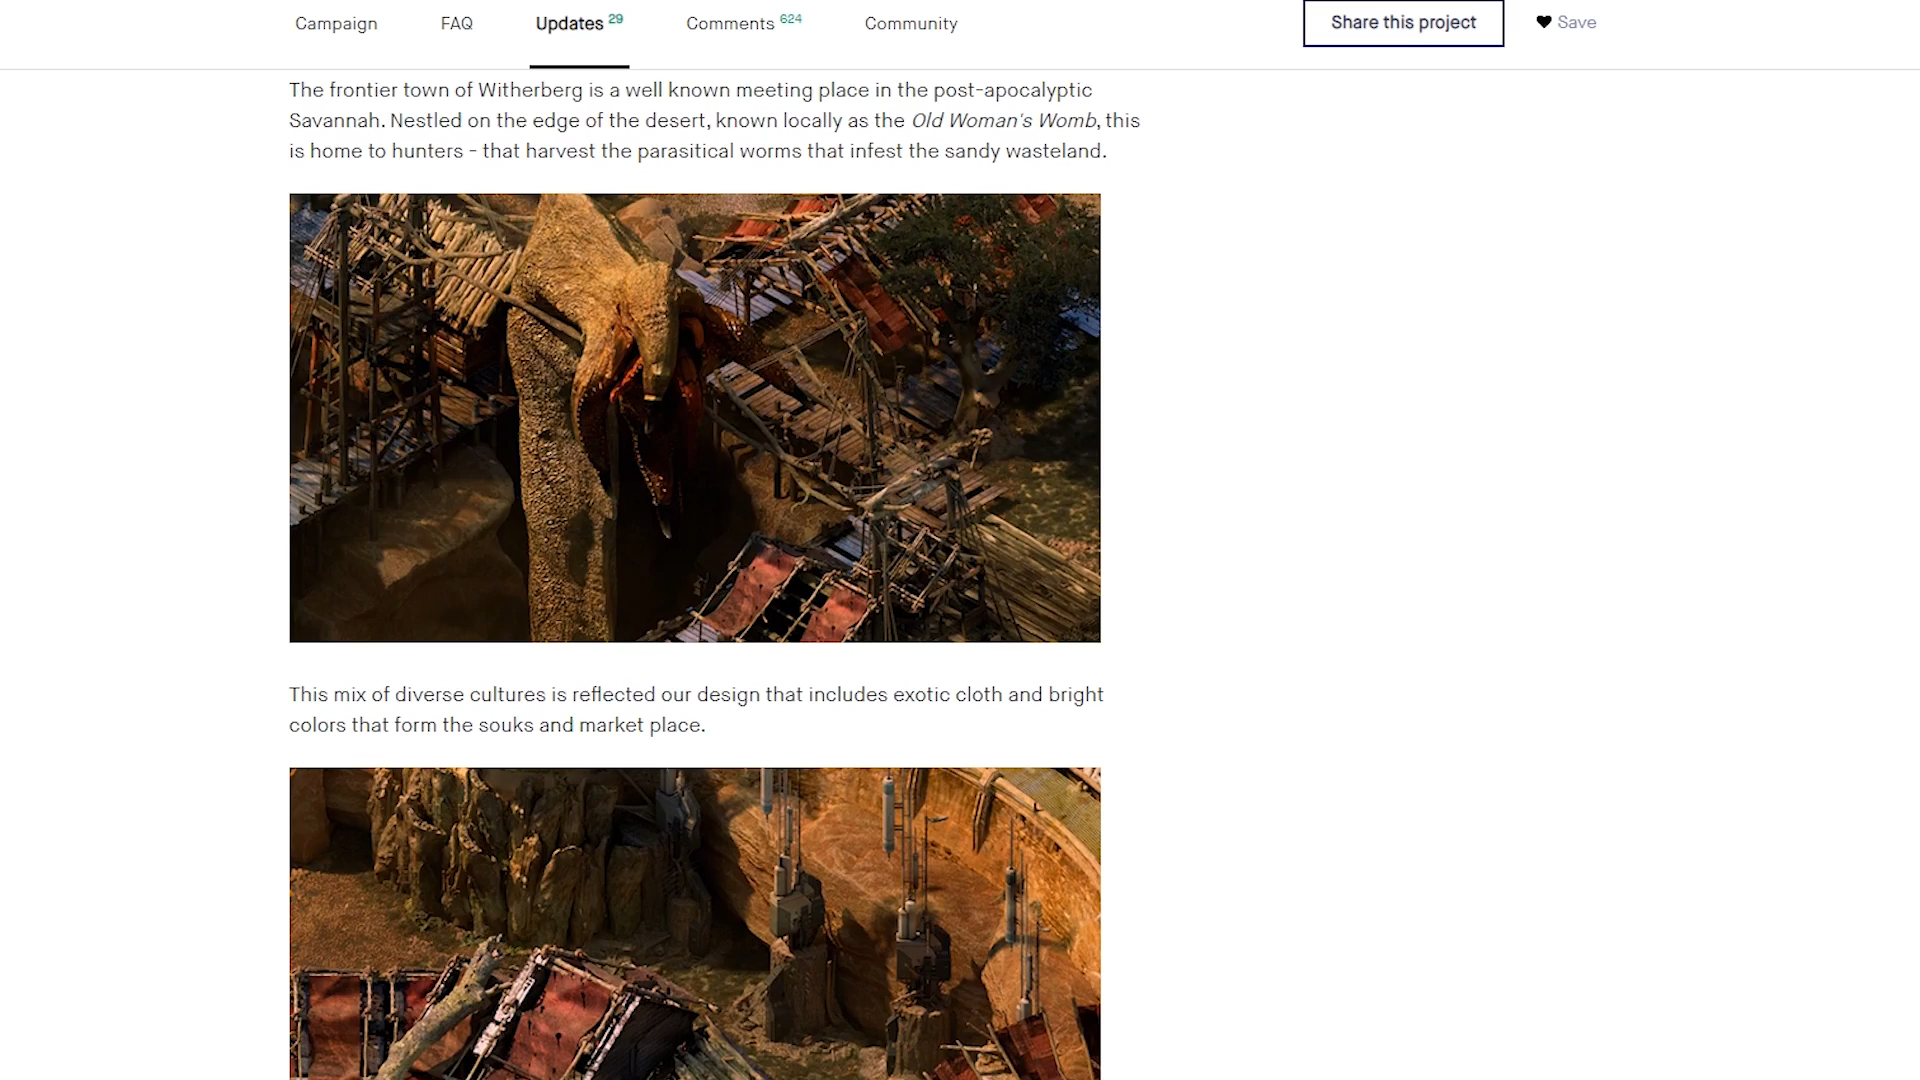 Campaign FAQ Updates 29 Comments 624 Community Share this project Save
The frontier town of Witherberg is a well known meeting place in the post-apocalyptic
Savannah. Nestled on the edge of the desert, known locally as the Old Woman's Womb, this
is home to hunters - that harvest the parasitical worms that infest the sandy wasteland.
This mix of diverse cultures is reflected our design that includes exotic cloth and bright
colors that form the souks and market place.